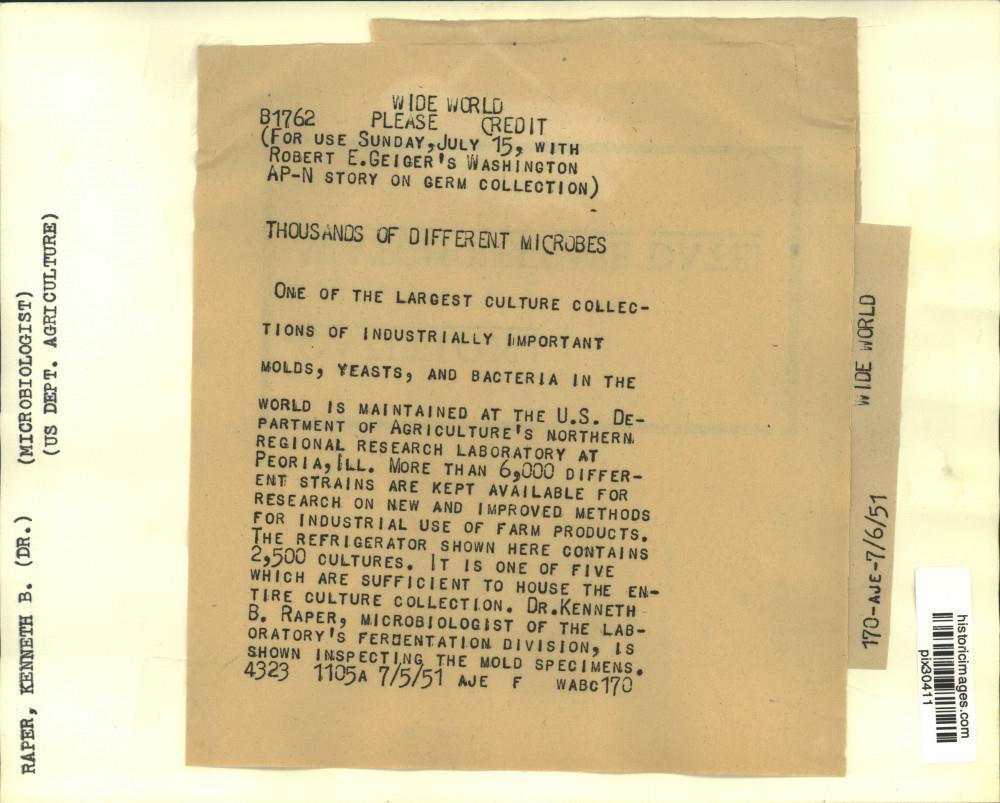 WIDE WORLD
B1762 PLEASE CREDIT
(FOR USE SUNDAY, JULY 15, WITH
ROBERT E.GEIGER'S WASHINGTON
AP-N STORY ON GERM COLLECTION)
THOUSANDS OF DIFFERENT MICROBES
ONE OF THE LARGEST CULTURE COLLEC-
TIONS OF INDUSTRIALLY IMPORTANT
MOLDS, YEASTS, AND BACTERIA IN THE
WORLD IS MAINTAINED AT THE U.S. DE-
PARTMENT OF AGRICULTURE'S NORTHERN
REGIONAL RESEARCH LABORATORY AT
PEORIA, ILL. MORE THAN 6,000 DIFFER-
ENT STRAINS ARE KEPT AVAILABLE FOR
RESEARCH ON NEW AND IMPROVED METHODS
FOR INDUSTRIAL USE OF FARM PRODUCTS.
THE REFRIGERATOR SHOWN HERE CONTAINS
2,500 CULTURES. IT IS ONE OF FIVE
WHICH ARE SUFFICIENT TO HOUSE THE EN-
TIRE CULTURE COLLECTION. DR.KENNETH
B. RAPER, MICROBIOLOGIST OF THE LAB-
ORATORY'S FERMENTATION DIVISION, IS
SHOWN INSPECTING THE MOLD SPECIMENS.
4323 1105A 7/5/51 AJE F WABC170
RAPER, KENNETH B. (DR.) (MICROBIOLOGIST)
(US DEPT. AGRICULTURE)
170-AJE-7/6/51 WIDE WORLD
historicimages.com
pix30411